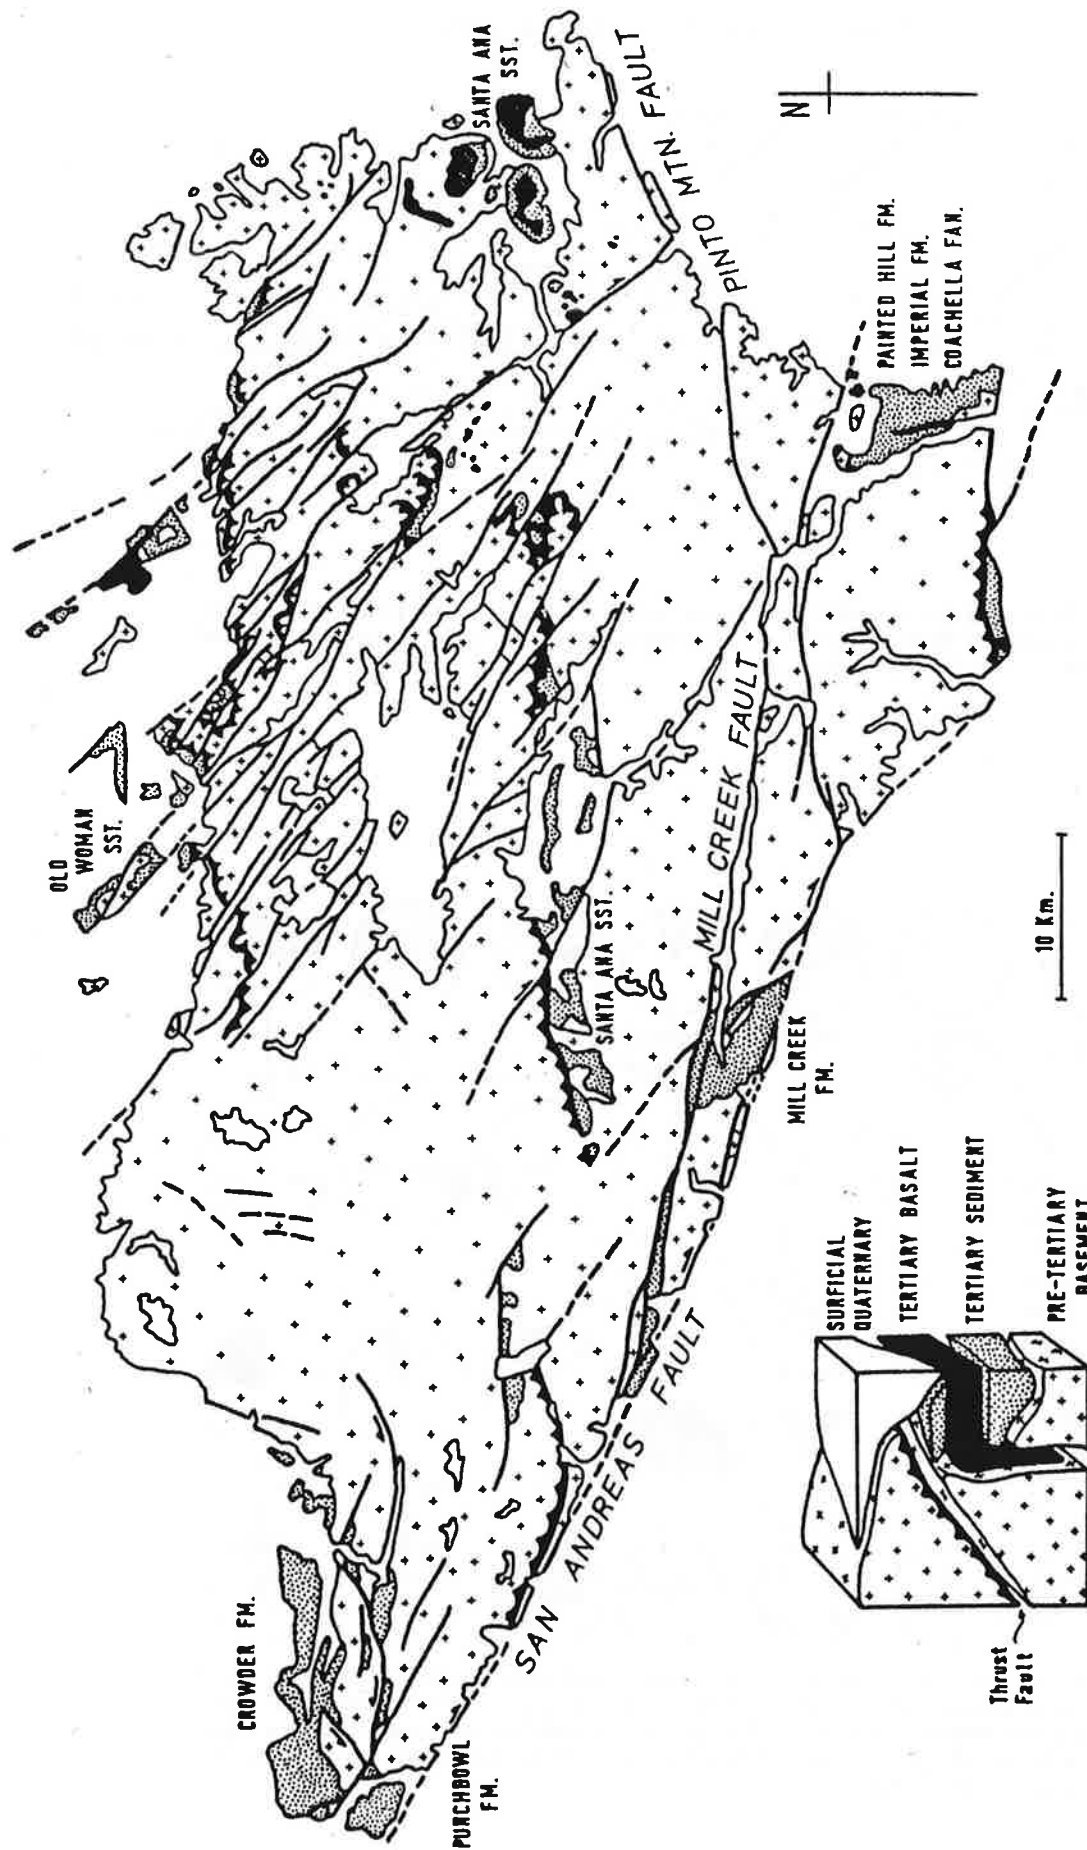 OLD
WOMAN
SST.
SANTA ANA
SST.
CROWDER FM.
PUNCHBOWL
FM.
SAN ANDREAS FAULT
SANTA ANA SST.
MILL CREEK FAULT
MILL CREEK
FM.
PINTO MTN. FAULT
PAINTED HILL FM.
IMPERIAL FM.
COACHELLA FAN.
N
10 Km.
SURFICIAL
QUATERNARY
TERTIARY BASALT
TERTIARY SEDIMENT
PRE-TERTIARY
BASEMENT
Thrust
Fault